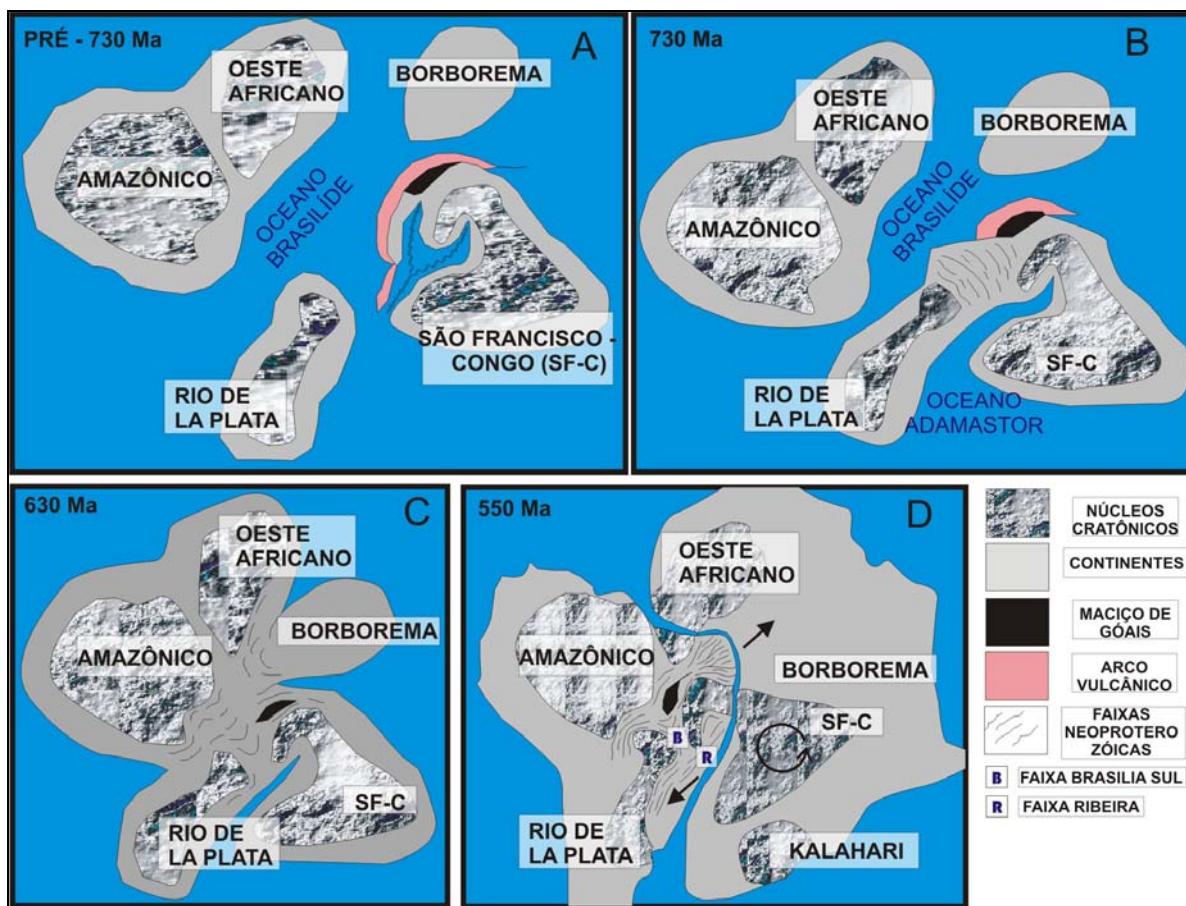 PRÉ - 730 Ma
A
OESTE
AFRICANO
BORBOREMA
AMAZÔNICO
OCEANO
BRASILÍDE
SÃO FRANCISCO -
CONGO (SF-C)
RIO DE
LA PLATA
730 Ma
B
OESTE
AFRICANO
BORBOREMA
AMAZÔNICO
OCEANO
BRASILÍDE
SF-C
RIO DE
LA PLATA
OCEANO
ADAMASTOR
630 Ma
C
OESTE
AFRICANO
BORBOREMA
AMAZÔNICO
SF-C
RIO DE
LA PLATA
550 Ma
D
OESTE
AFRICANO
AMAZÔNICO
BORBOREMA
SF-C
B
R
RIO DE
LA PLATA
KALAHARI
NÚCLEOS
CRATÔNICOS
CONTINENTES
MACIÇO DE
GÓAIS
ARCO
VULCÂNICO
FAIXAS
NEOPROTERO
ZÓICAS
B FAIXA BRASILIA SUL
R FAIXA RIBEIRA